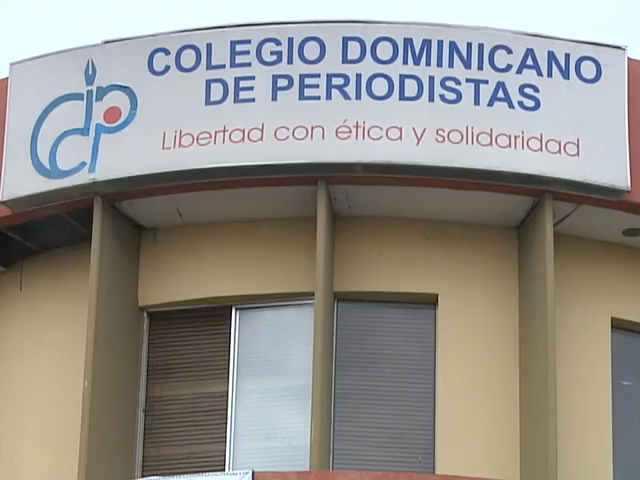 COLEGIO DOMINICANO
DE PERIODISTAS
Libertad con ética y solidaridad
CDP